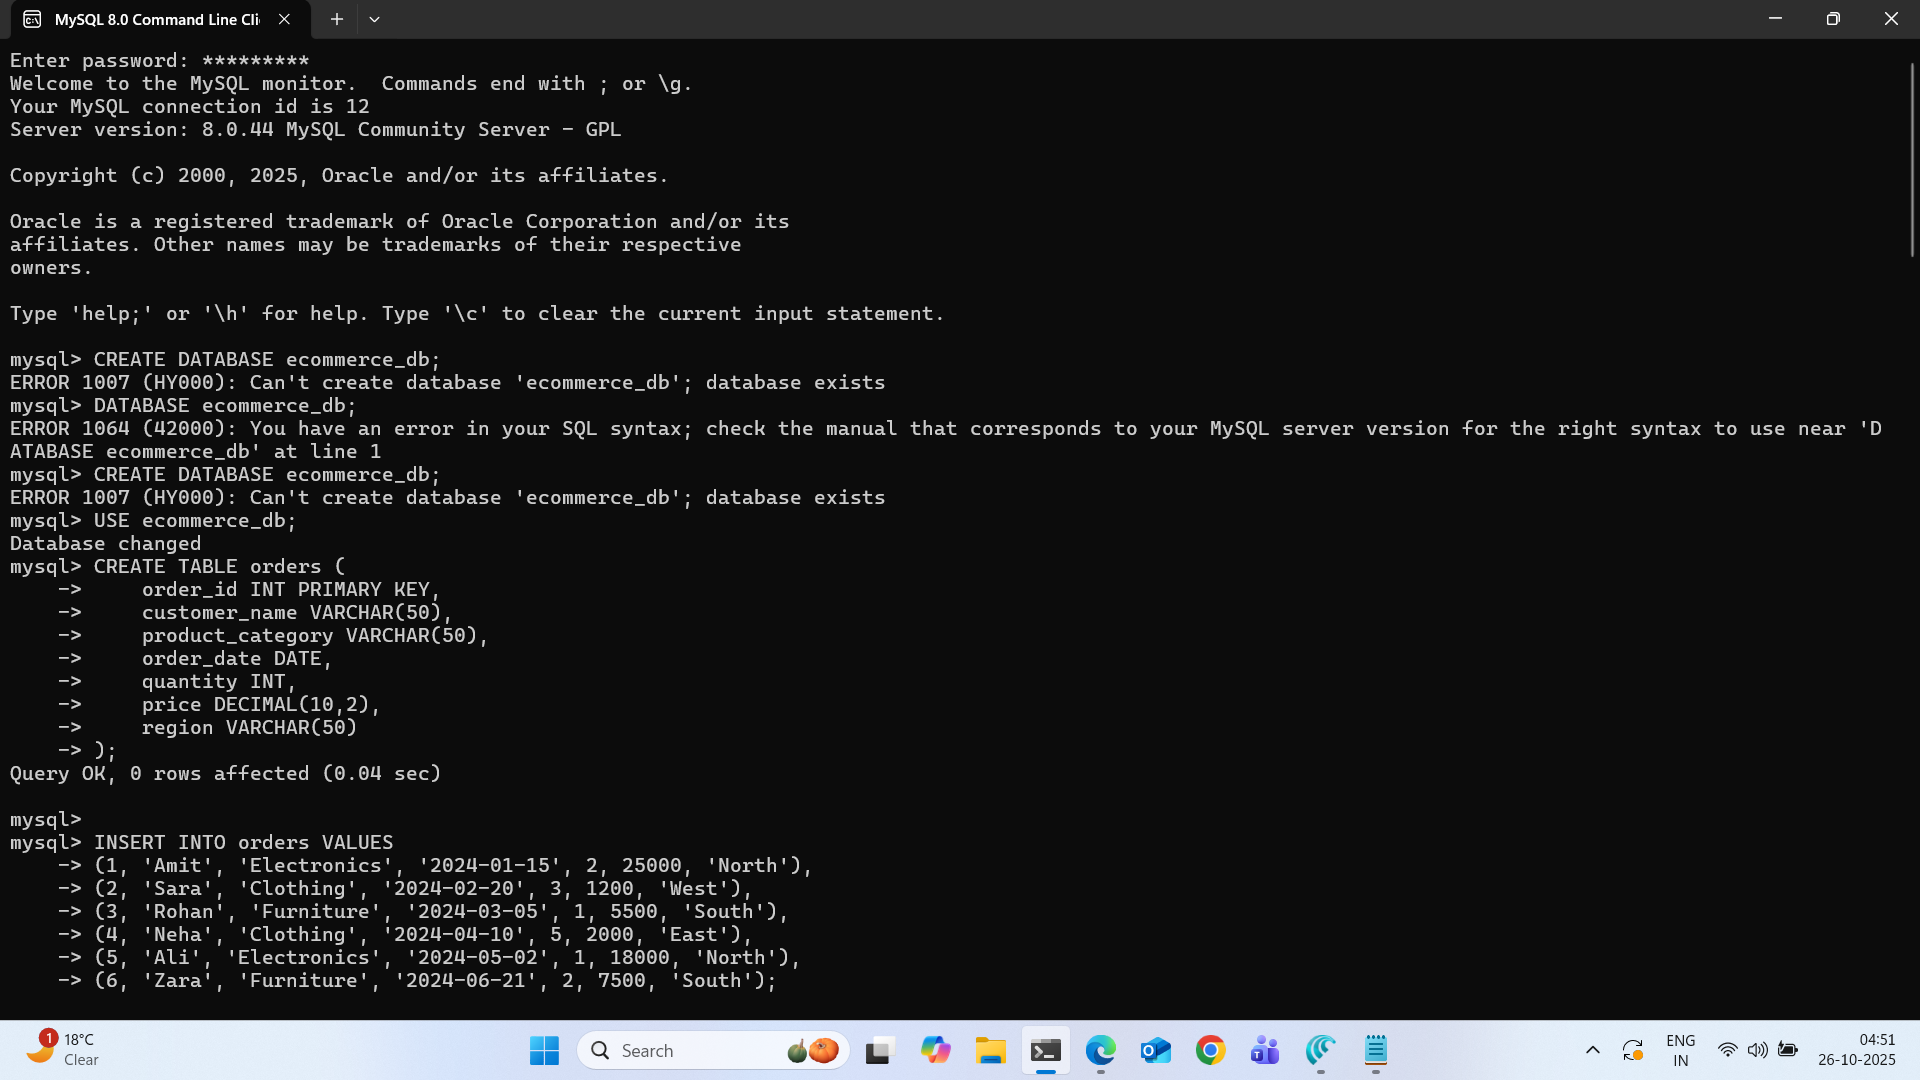 MySQL 8.0 Command Line Cli
Enter password: *********
Welcome to the MySQL monitor.  Commands end with ; or \g.
Your MySQL connection id is 12
Server version: 8.0.44 MySQL Community Server - GPL
Copyright (c) 2000, 2025, Oracle and/or its affiliates.
Oracle is a registered trademark of Oracle Corporation and/or its
affiliates. Other names may be trademarks of their respective
owners.
Type 'help;' or '\h' for help. Type '\c' to clear the current input statement.
mysql> CREATE DATABASE ecommerce_db;
ERROR 1007 (HY000): Can't create database 'ecommerce_db'; database exists
mysql> DATABASE ecommerce_db;
ERROR 1064 (42000): You have an error in your SQL syntax; check the manual that corresponds to your MySQL server version for the right syntax to use near 'D
ATABASE ecommerce_db' at line 1
mysql> CREATE DATABASE ecommerce_db;
ERROR 1007 (HY000): Can't create database 'ecommerce_db'; database exists
mysql> USE ecommerce_db;
Database changed
mysql> CREATE TABLE orders (
    ->     order_id INT PRIMARY KEY,
    ->     customer_name VARCHAR(50),
    ->     product_category VARCHAR(50),
    ->     order_date DATE,
    ->     quantity INT,
    ->     price DECIMAL(10,2),
    ->     region VARCHAR(50)
    -> );
Query OK, 0 rows affected (0.04 sec)
mysql>
mysql> INSERT INTO orders VALUES
    -> (1, 'Amit', 'Electronics', '2024-01-15', 2, 25000, 'North'),
    -> (2, 'Sara', 'Clothing', '2024-02-20', 3, 1200, 'West'),
    -> (3, 'Rohan', 'Furniture', '2024-03-05', 1, 5500, 'South'),
    -> (4, 'Neha', 'Clothing', '2024-04-10', 5, 2000, 'East'),
    -> (5, 'Ali', 'Electronics', '2024-05-02', 1, 18000, 'North'),
    -> (6, 'Zara', 'Furniture', '2024-06-21', 2, 7500, 'South');
1
18°C
Clear
Search
ENG
IN
04:51
26-10-2025